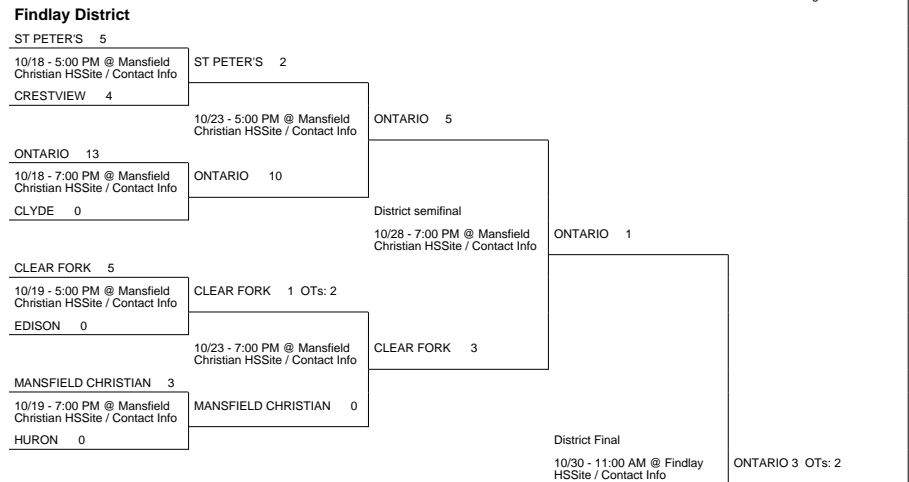 Findlay District
ST PETER'S 5
10/18 - 5:00 PM @ Mansfield
Christian HSSite / Contact Info
CRESTVIEW 4
ST PETER'S 2
10/23 - 5:00 PM @ Mansfield
Christian HSSite / Contact Info
ONTARIO 13
10/18 - 7:00 PM @ Mansfield
Christian HSSite / Contact Info
CLYDE 0
ONTARIO 10
ONTARIO 5
District semifinal
10/28 - 7:00 PM @ Mansfield
Christian HSSite / Contact Info
CLEAR FORK 5
10/19 - 5:00 PM @ Mansfield
Christian HSSite / Contact Info
EDISON 0
CLEAR FORK 1 OTs: 2
10/23 - 7:00 PM @ Mansfield
Christian HSSite / Contact Info
MANSFIELD CHRISTIAN 3
10/19 - 7:00 PM @ Mansfield
Christian HSSite / Contact Info
HURON 0
MANSFIELD CHRISTIAN 0
CLEAR FORK 3
ONTARIO 1
District Final
10/30 - 11:00 AM @ Findlay
HSSite / Contact Info
ONTARIO 3 OTs: 2